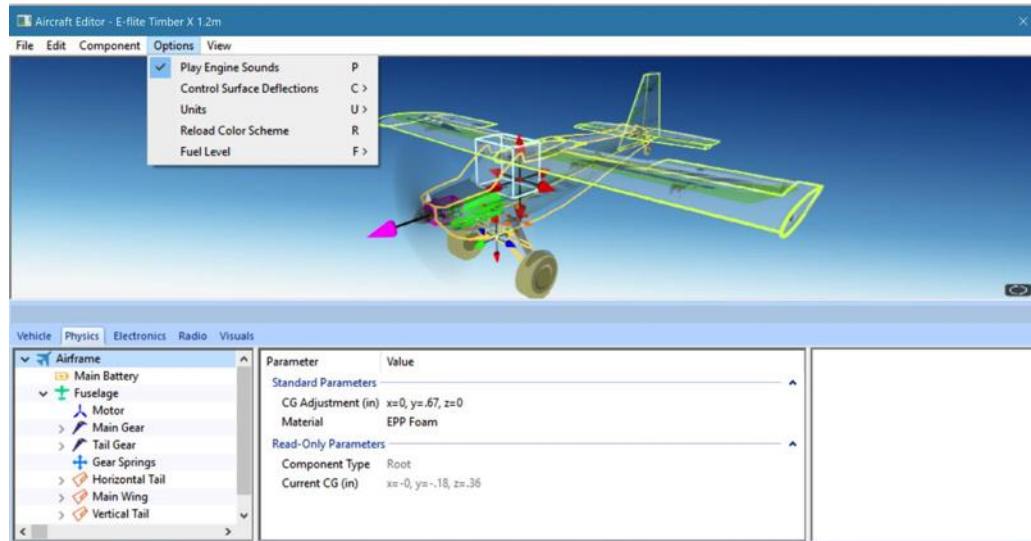 Aircraft Editor - E-flite Timber X 1.2m
File Edit Component Options View
Play Engine Sounds P
Control Surface Deflections C >
Units U >
Reload Color Scheme R
Fuel Level F >
Vehicle Physics Electronics Radio Visuals
Airframe
Main Battery
Fuselage
Motor
Main Gear
Tail Gear
Gear Springs
Horizontal Tail
Main Wing
Vertical Tail
Parameter Value
Standard Parameters
CG Adjustment (in) x=0, y=.67, z=0
Material EPP Foam
Read-Only Parameters
Component Type Root
Current CG (in) x=-0, y=-.18, z=.36